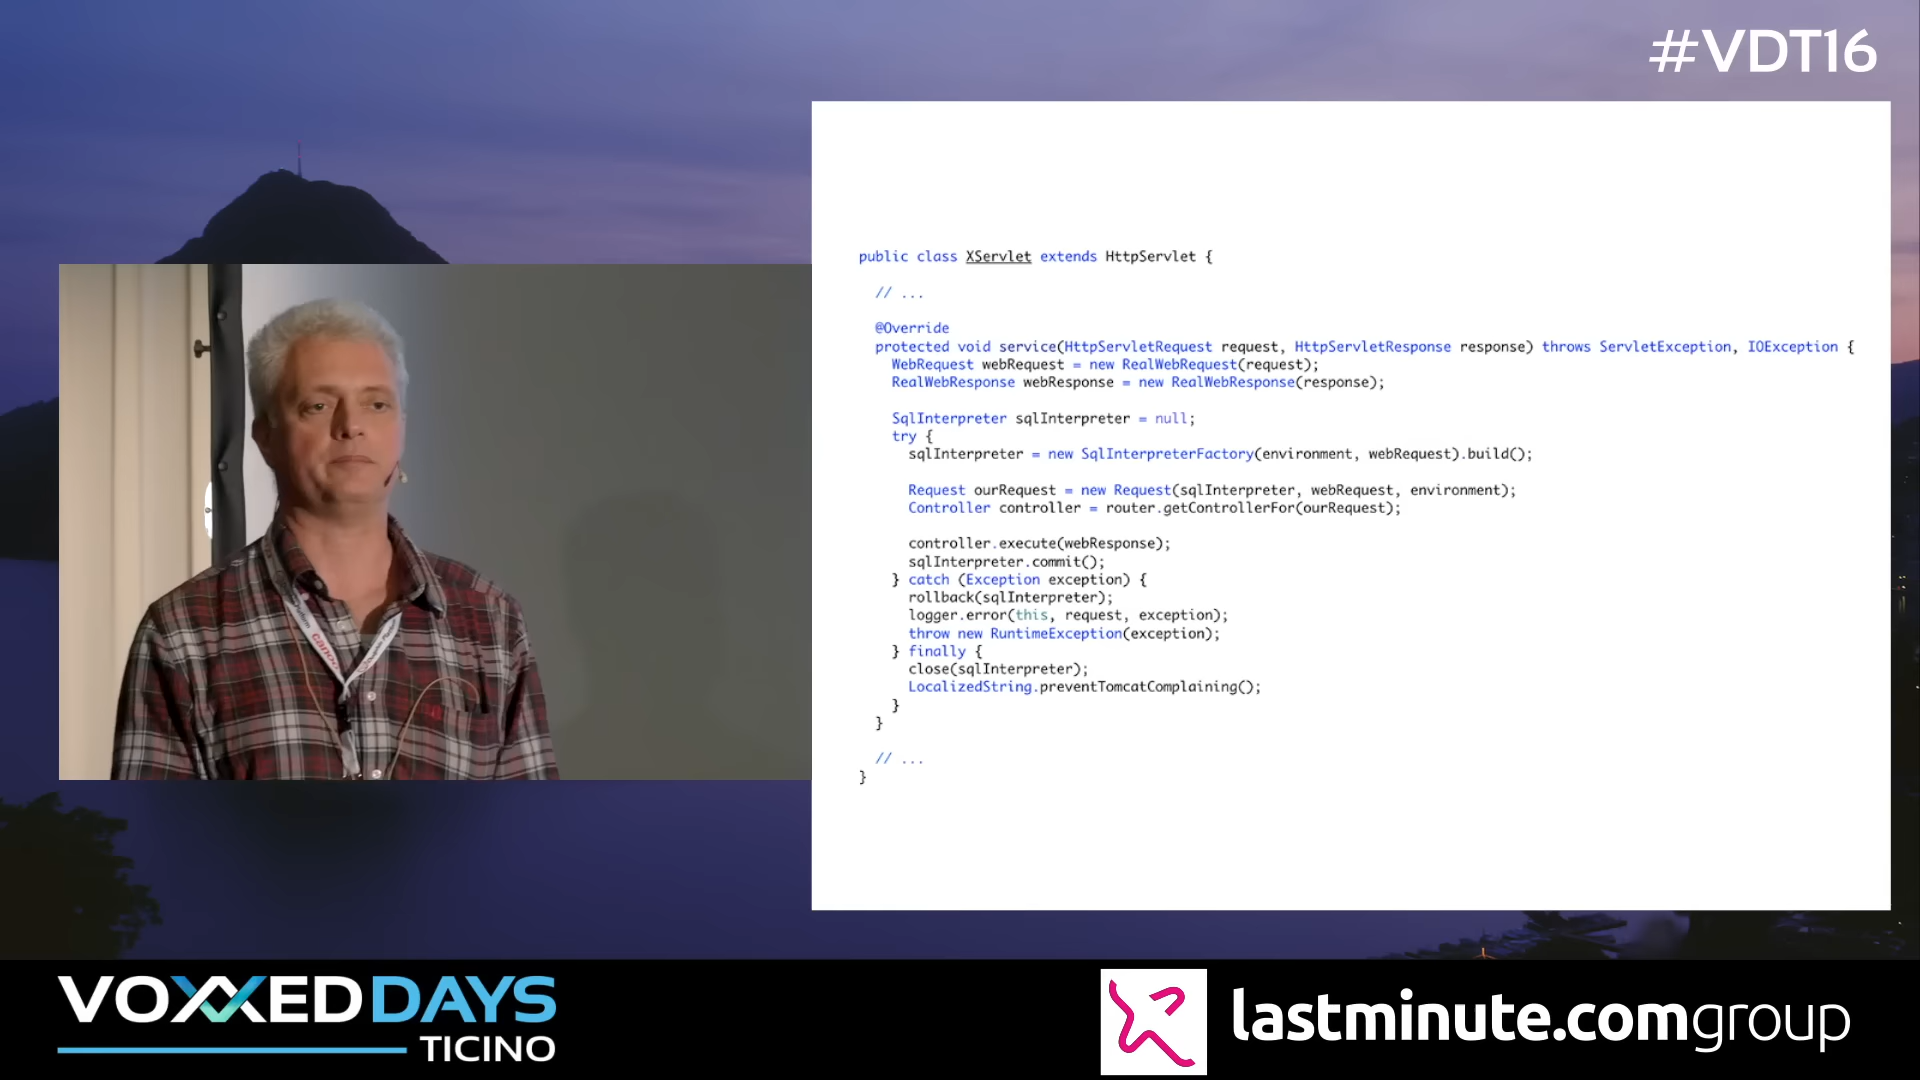 #VDT16
public class XServlet extends HttpServlet {
// ...
@Override
protected void service(HttpServletRequest request, HttpServletResponse response) throws ServletException, IOException {
WebRequest webRequest = new RealWebRequest(request);
RealWebResponse webResponse = new RealWebResponse(response);
SqlInterpreter sqlInterpreter = null;
try {
sqlInterpreter = new SqlInterpreterFactory(environment, webRequest).build();
Request ourRequest = new Request(sqlInterpreter, webRequest, environment);
Controller controller = router.getControllerFor(ourRequest);
controller.execute(webResponse);
sqlInterpreter.commit();
} catch (Exception exception) {
rollback(sqlInterpreter);
logger.error(this, request, exception);
throw new RuntimeException(exception);
} finally {
close(sqlInterpreter);
LocalizedString.preventTomcatComplaining();
}
}
// ...
}
canoo
VOXXED DAYS
TICINO
lastminute.comgroup